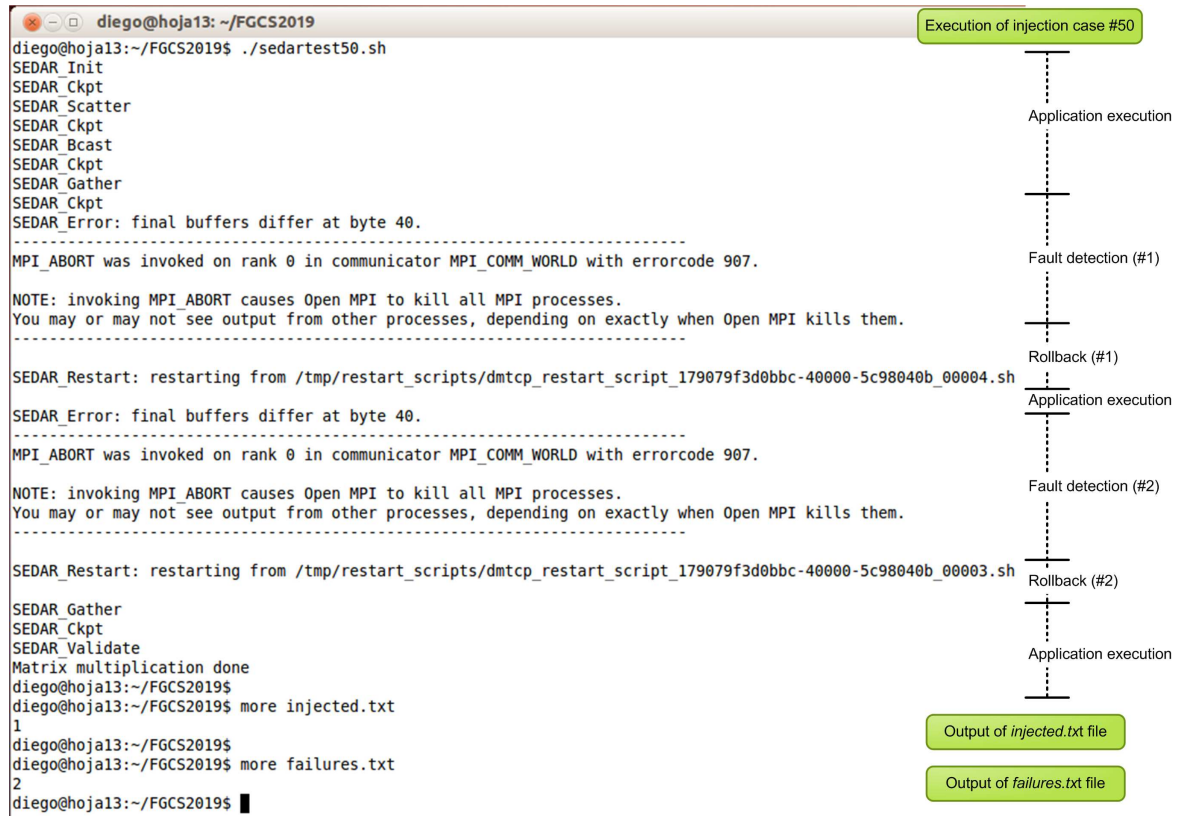 diego@hoja13: ~/FGCS2019
Execution of injection case #50
diego@hoja13:~/FGCS2019$ ./sedartest50.sh
SEDAR_Init
SEDAR_Ckpt
SEDAR_Scatter
SEDAR_Ckpt
SEDAR_Bcast
SEDAR_Ckpt
SEDAR_Gather
SEDAR_Ckpt
Application execution
SEDAR_Error: final buffers differ at byte 40.
--------------------------------------------------------------------------
MPI_ABORT was invoked on rank 0 in communicator MPI_COMM_WORLD with errorcode 907.
Fault detection (#1)
NOTE: invoking MPI_ABORT causes Open MPI to kill all MPI processes.
You may or may not see output from other processes, depending on exactly when Open MPI kills them.
--------------------------------------------------------------------------
Rollback (#1)
SEDAR_Restart: restarting from /tmp/restart_scripts/dmtcp_restart_script_179079f3d0bbc-40000-5c98040b_00004.sh
Application execution
SEDAR_Error: final buffers differ at byte 40.
--------------------------------------------------------------------------
MPI_ABORT was invoked on rank 0 in communicator MPI_COMM_WORLD with errorcode 907.
Fault detection (#2)
NOTE: invoking MPI_ABORT causes Open MPI to kill all MPI processes.
You may or may not see output from other processes, depending on exactly when Open MPI kills them.
--------------------------------------------------------------------------
SEDAR_Restart: restarting from /tmp/restart_scripts/dmtcp_restart_script_179079f3d0bbc-40000-5c98040b_00003.sh
Rollback (#2)
SEDAR_Gather
SEDAR_Ckpt
SEDAR_Validate
Matrix multiplication done
Application execution
diego@hoja13:~/FGCS2019$
diego@hoja13:~/FGCS2019$ more injected.txt
1
Output of injected.txt file
diego@hoja13:~/FGCS2019$
diego@hoja13:~/FGCS2019$ more failures.txt
2
Output of failures.txt file
diego@hoja13:~/FGCS2019$